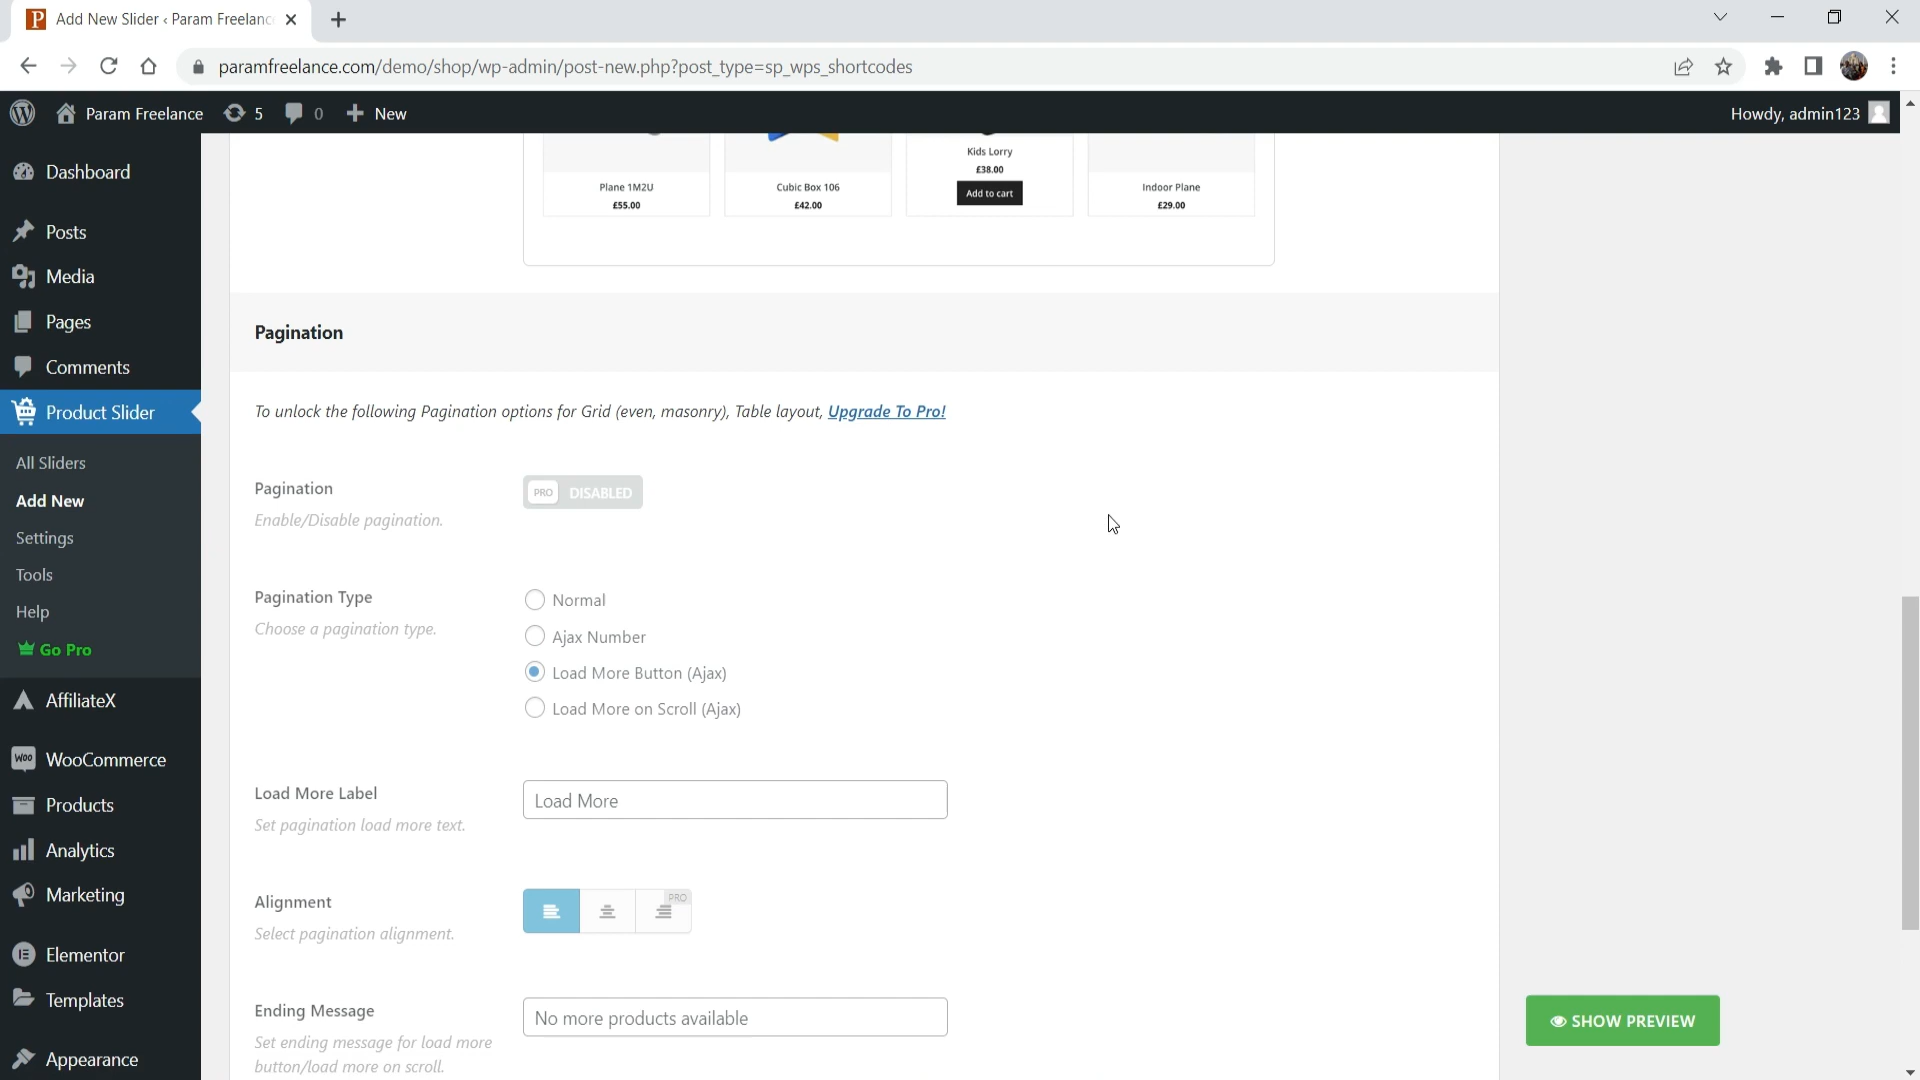 Add New Slider ‹ Param Freelanc
paramfreelance.com/demo/shop/wp-admin/post-new.php?post_type=sp_wps_shortcodes
Param Freelance
5
0
New
Howdy, admin123
Dashboard
Posts
Media
Pages
Comments
Product Slider
All Sliders
Add New
Settings
Tools
Help
Go Pro
AffiliateX
WooCommerce
Products
Analytics
Marketing
Elementor
Templates
Appearance
Plane 1M2U
£55.00
Cubic Box 106
£42.00
Kids Lorry
£38.00
Add to cart
Indoor Plane
£29.00
Pagination
To unlock the following Pagination options for Grid (even, masonry), Table layout, Upgrade To Pro!
Pagination
Enable/Disable pagination.
PRO DISABLED
Pagination Type
Choose a pagination type.
Normal
Ajax Number
Load More Button (Ajax)
Load More on Scroll (Ajax)
Load More Label
Set pagination load more text.
Load More
Alignment
Select pagination alignment.
PRO
Ending Message
Set ending message for load more
button/load more on scroll.
No more products available
SHOW PREVIEW